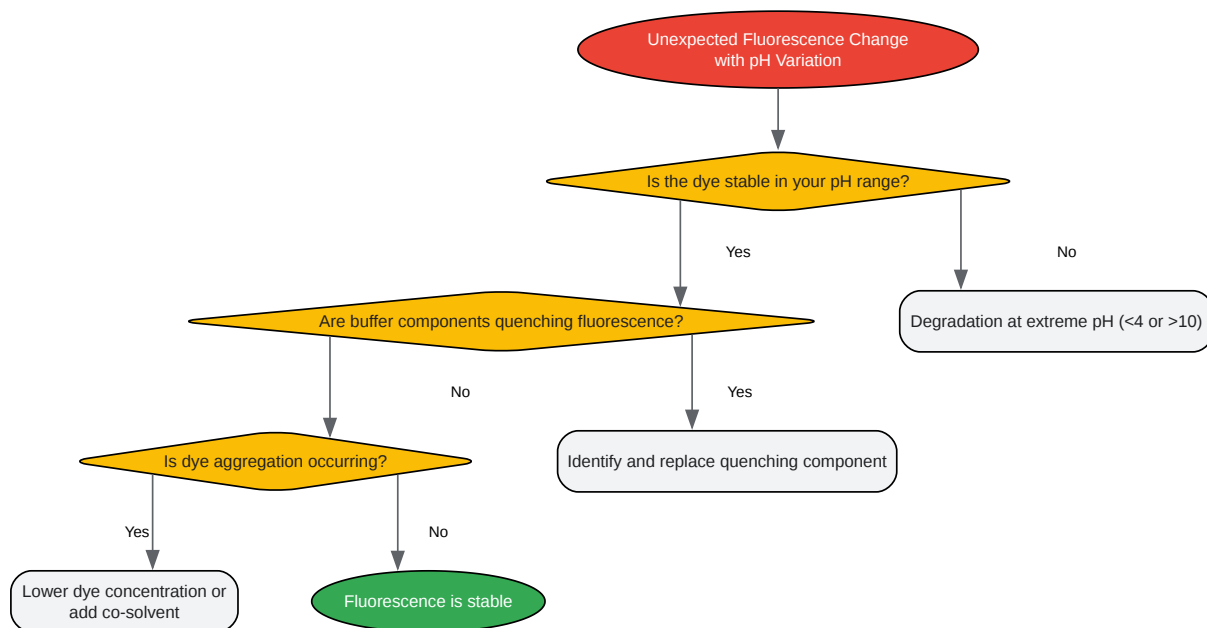 Unexpected Fluorescence Change
with pH Variation
Is the dye stable in your pH range?
Yes
No
Are buffer components quenching fluorescence?
Degradation at extreme pH (<4 or >10)
No
Yes
Is dye aggregation occurring?
Identify and replace quenching component
Yes
No
Lower dye concentration or
add co-solvent
Fluorescence is stable